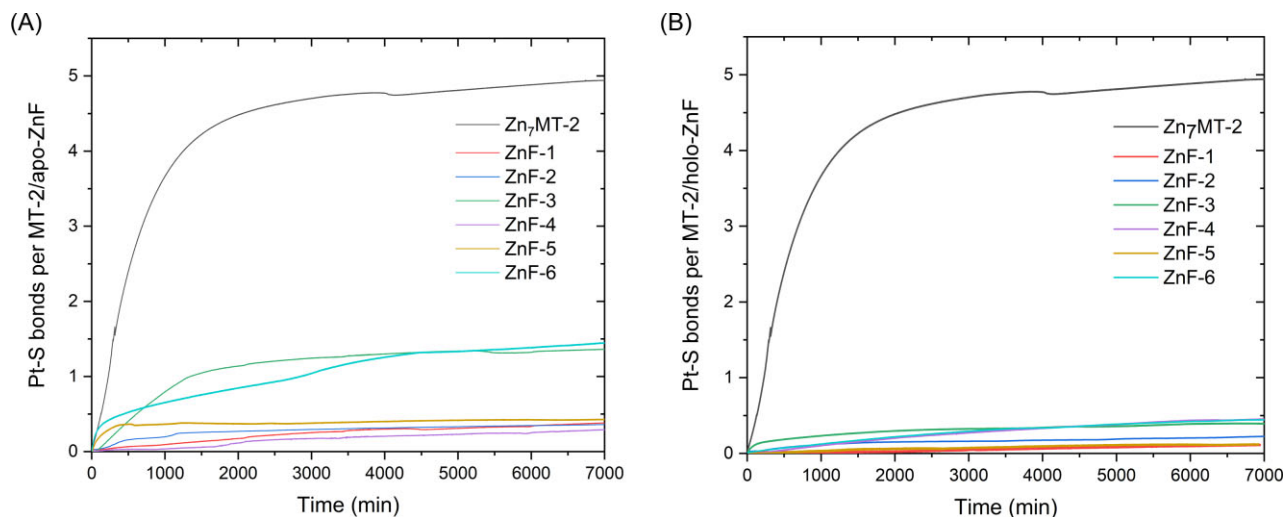 (A)
Pt-S bonds per MT-2/apo-ZnF
5
4
3
2
1
0
0 1000 2000 3000 4000 5000 6000 7000
Time (min)
Zn₇MT-2
ZnF-1
ZnF-2
ZnF-3
ZnF-4
ZnF-5
ZnF-6
(B)
Pt-S bonds per MT-2/holo-ZnF
5
4
3
2
1
0
0 1000 2000 3000 4000 5000 6000 7000
Time (min)
Zn₇MT-2
ZnF-1
ZnF-2
ZnF-3
ZnF-4
ZnF-5
ZnF-6